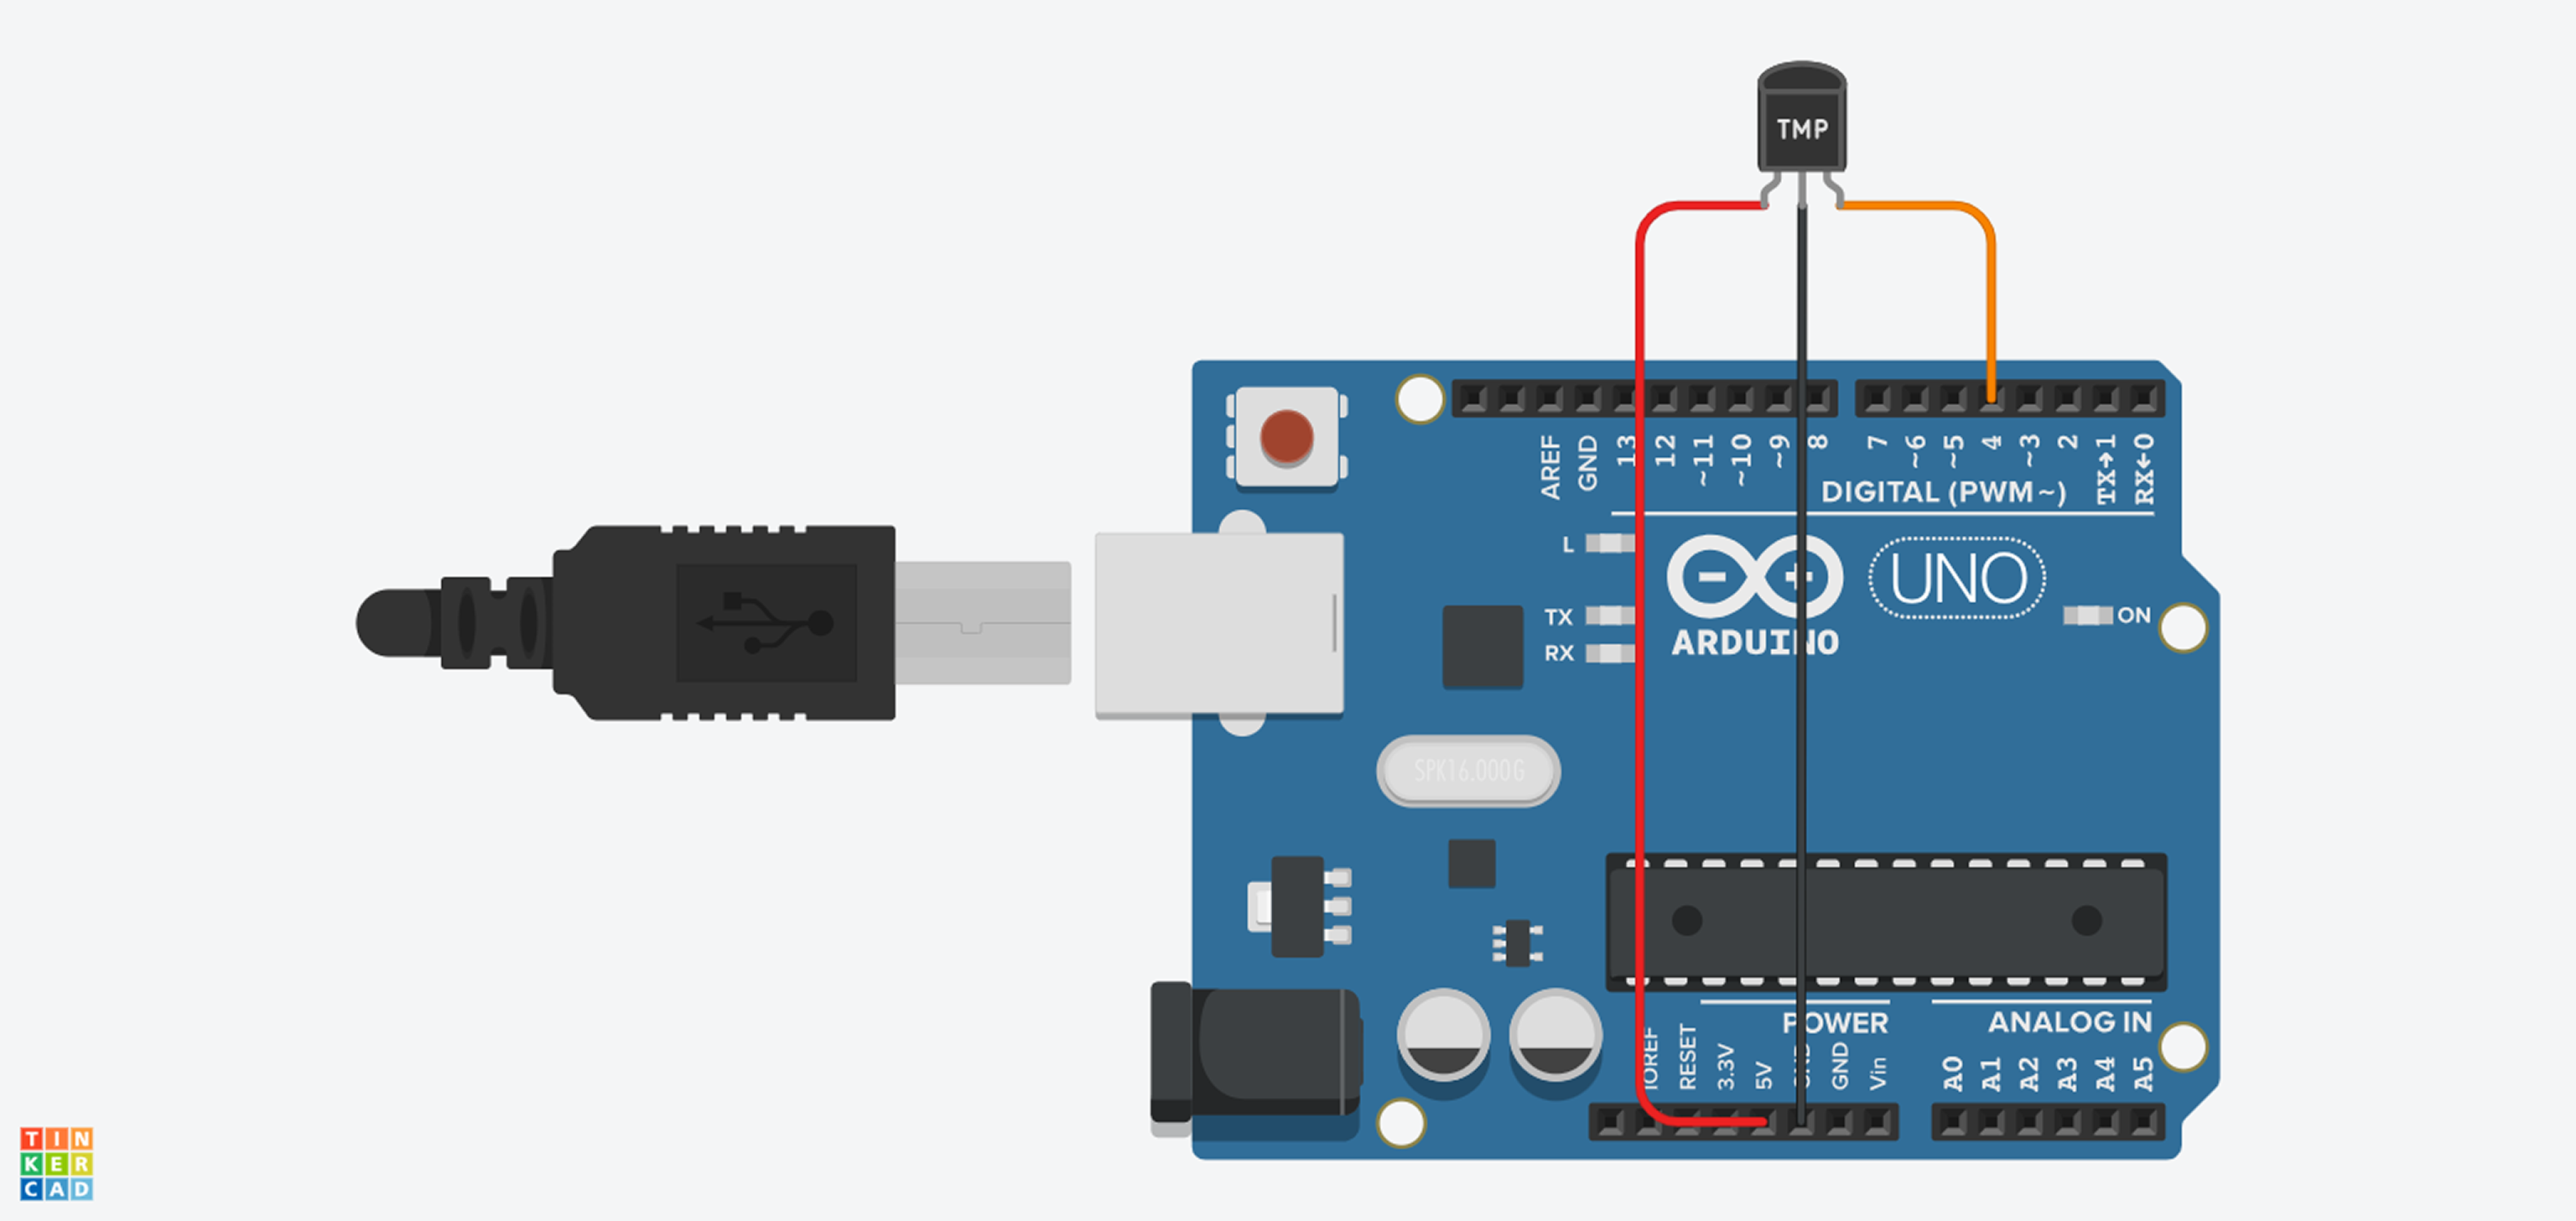 TMP
AREF
GND
13
12
~11
~10
~9
8
7
~6
~5
4
~3
2
TX→1
RX←0
DIGITAL (PWM~)
L
TX
RX
ARDUINO
UNO
ON
SPK16.000G
POWER
ANALOG IN
IOREF
RESET
3.3V
5V
GND
GND
Vin
A0
A1
A2
A3
A4
A5
TIN
KER
CAD